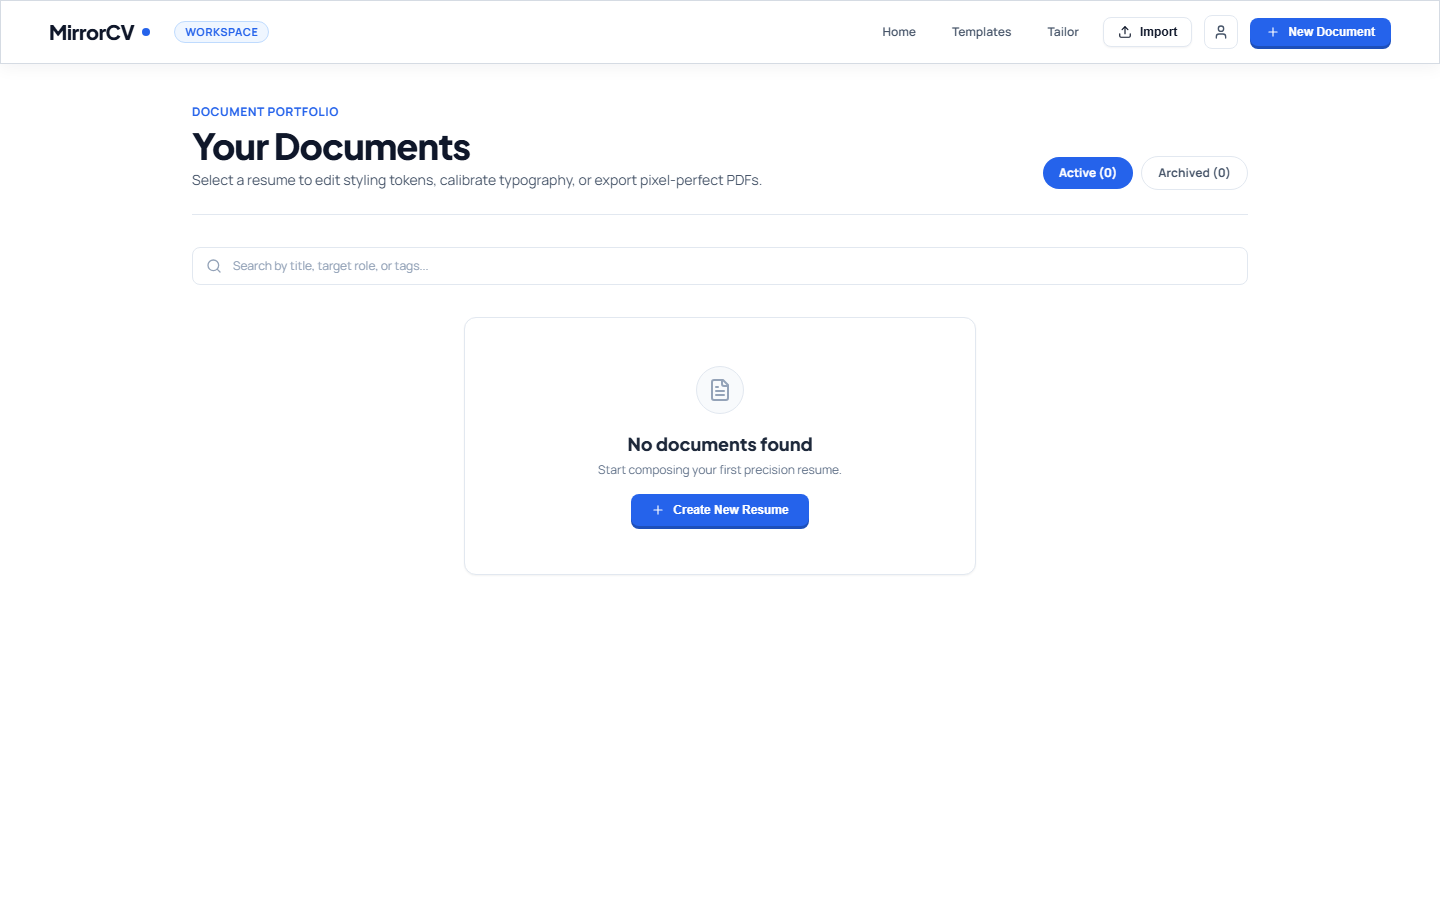 MirrorCV
WORKSPACE
Home
Templates
Tailor
Import
New Document
DOCUMENT PORTFOLIO
Your Documents
Select a resume to edit styling tokens, calibrate typography, or export pixel-perfect PDFs.
Active (0)
Archived (0)
Search by title, target role, or tags...
No documents found
Start composing your first precision resume.
Create New Resume